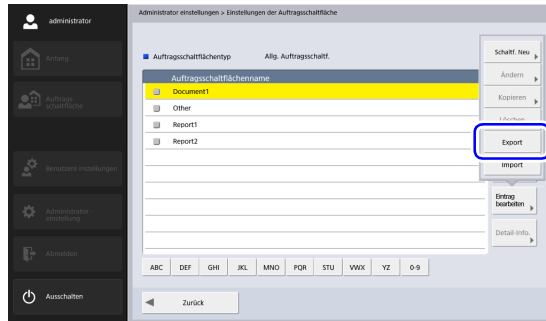 administrator
Anfang
Auftrags-
schaltfläche
Benutzere instellungen
Administrator -
einstellung
Abmelden
Ausschalten
Administrator einstellungen > Einstellungen der Auftragsschaltfläche
Auftragsschaltflächentyp Allg. Auftragsschaltf.
Auftragsschaltflächenname
Document1
Other
Report1
Report2
ABC DEF GHI JKL MNO PQR STU VWX YZ 0-9
Zurück
Schaltf. Neu
Ändern
Kopieren
Löschen
Export
Import
Eintrag
bearbeiten
Detail-Info.